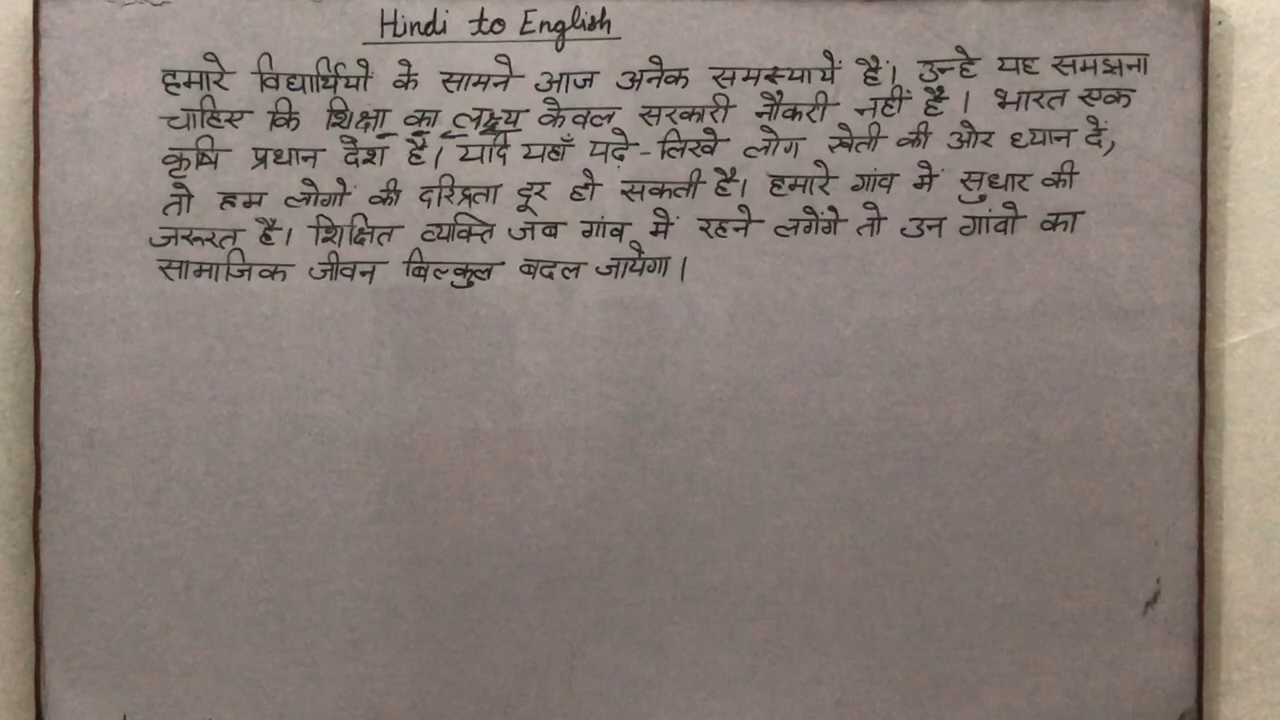 Hindi to English
हमारे विद्यार्थियों के सामने आज अनेक समस्यायें हैं। उन्हे यह समझना
चाहिए कि शिक्षा का लक्ष्य केवल सरकारी नौकरी नहीं है । भारत एक
कृषि प्रधान देश है। यदि यहाँ पढे-लिखे लोग खेती की ओर ध्यान दें,
तो हम लोगों की दरिद्रता दूर हो सकती है। हमारे गांव में सुधार की
जरूरत है। शिक्षित व्यक्ति जब गांव में रहने लगेंगे तो उन गांवो का
सामाजिक जीवन बिल्कुल बदल जायेगा।